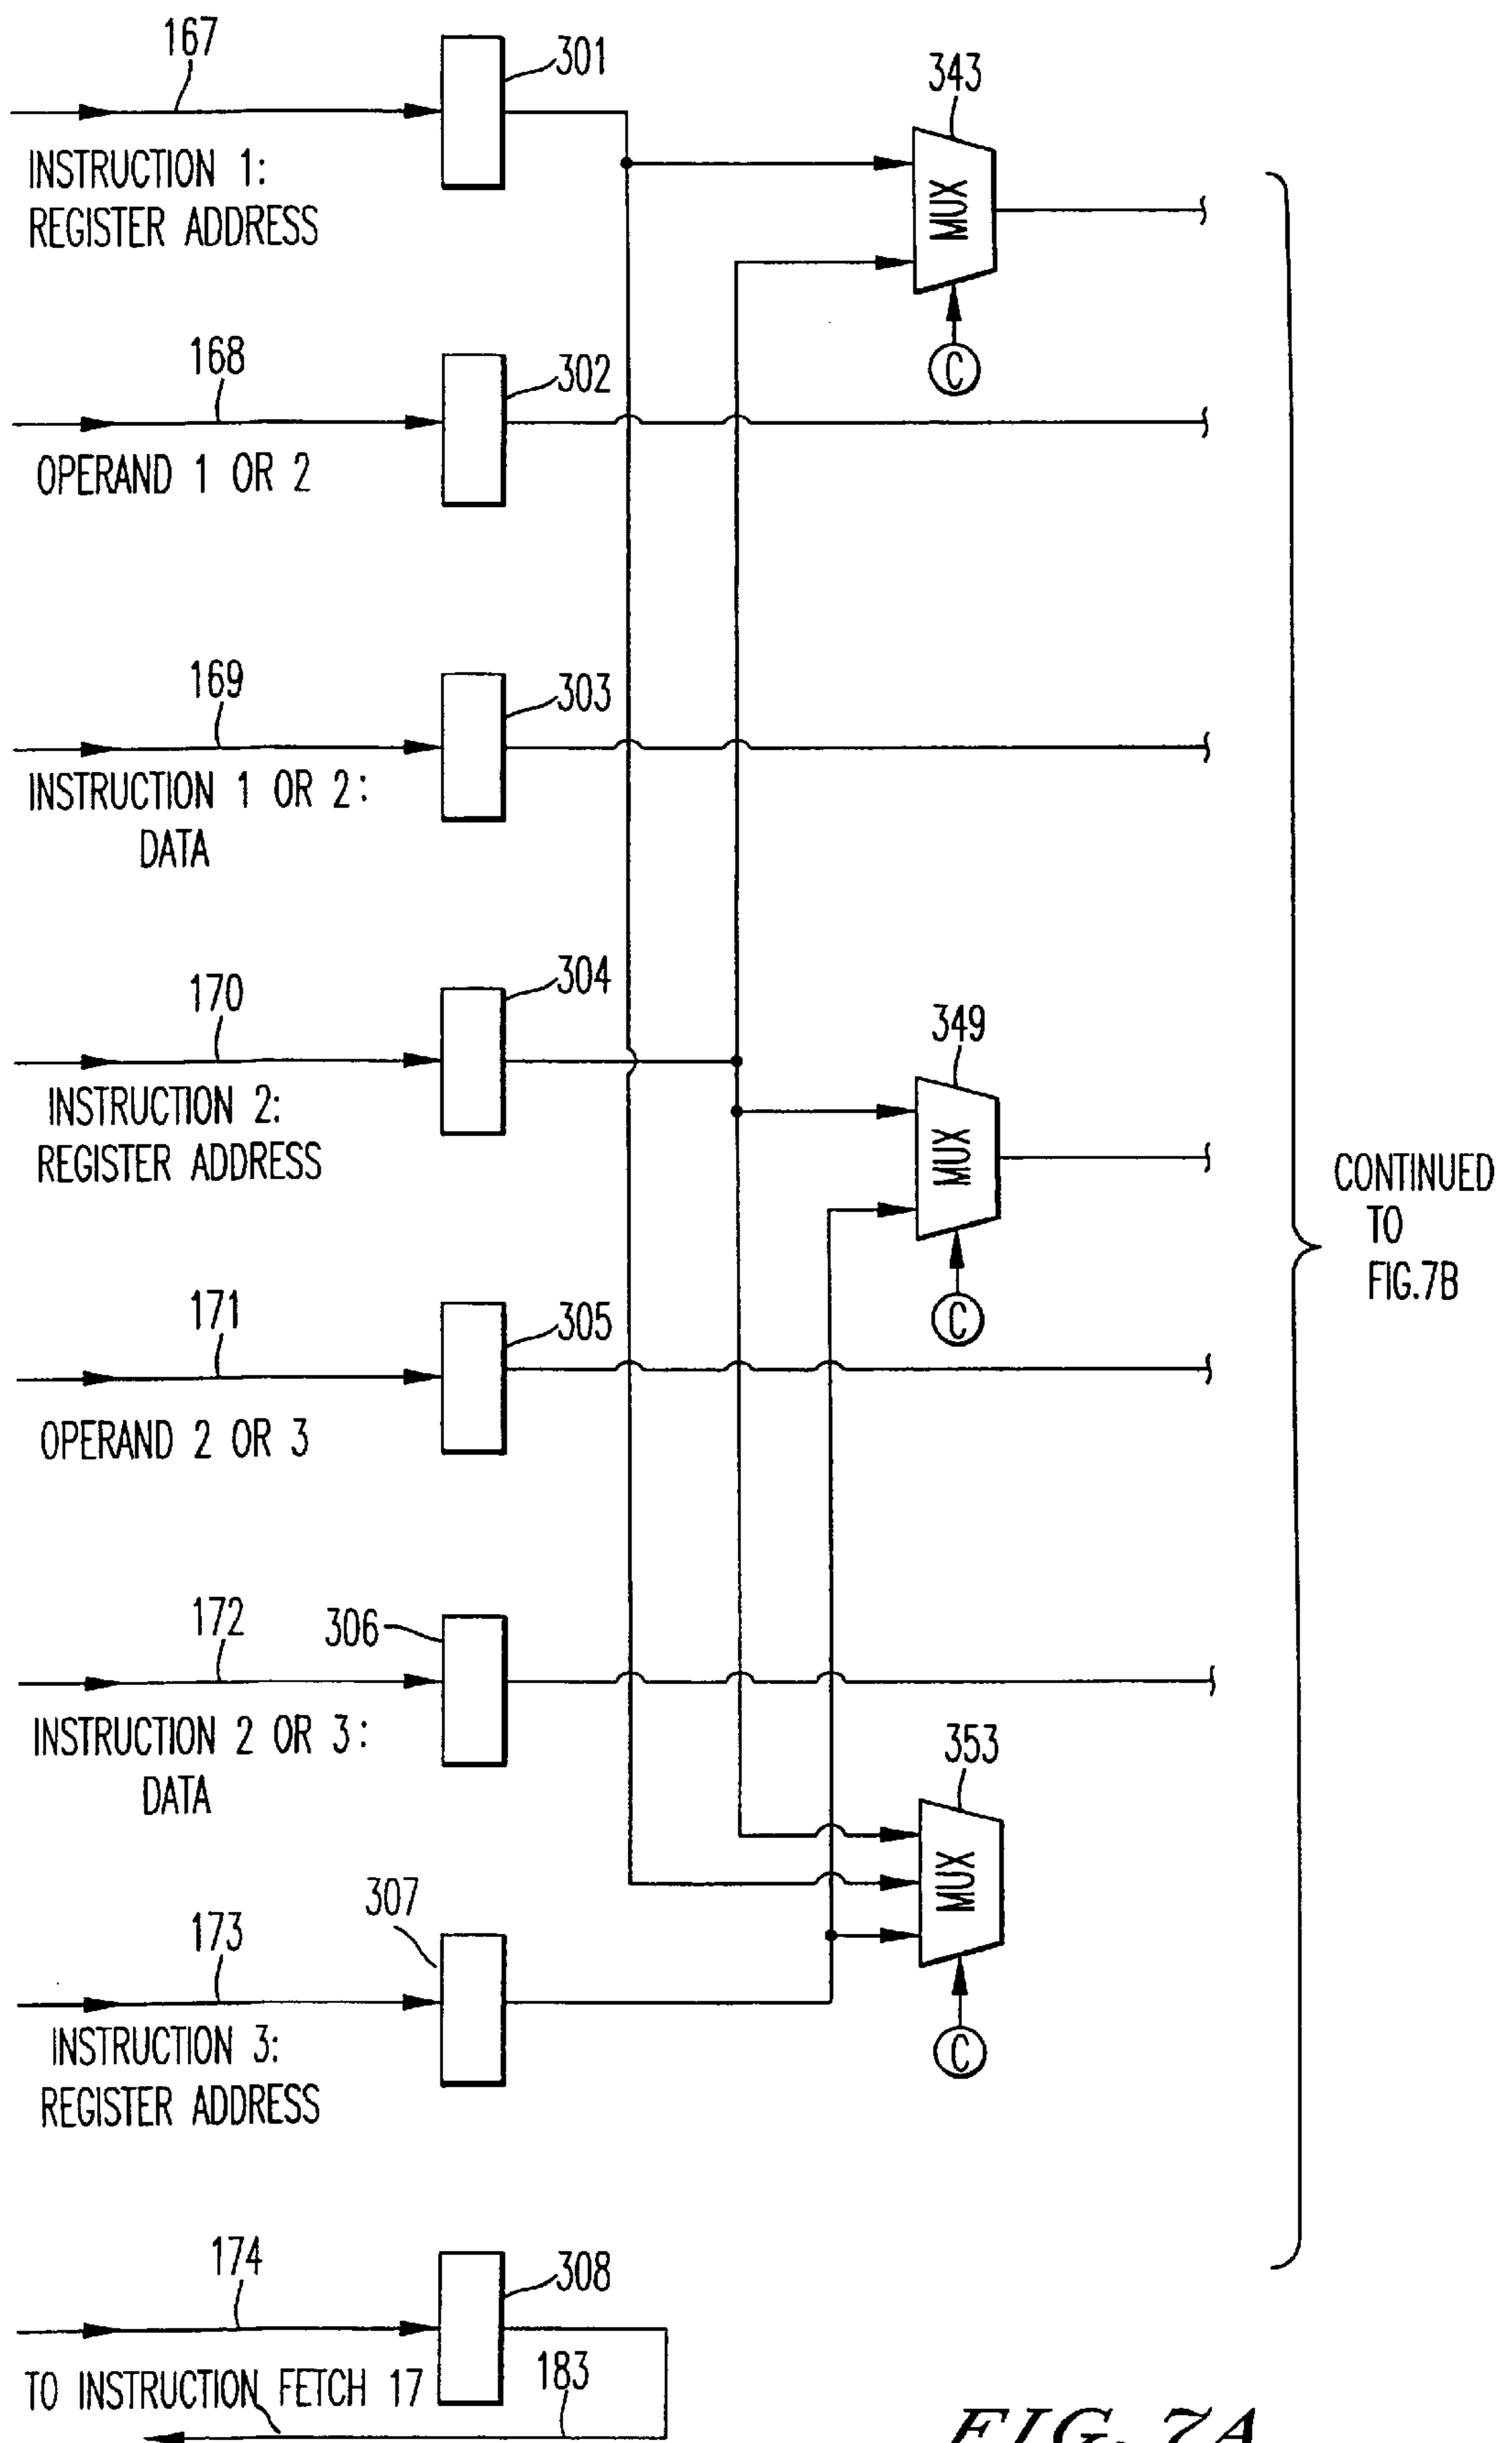 167
301
343
INSTRUCTION 1:
REGISTER ADDRESS
MUX
C
168
302
OPERAND 1 OR 2
169
303
INSTRUCTION 1 OR 2:
DATA
170
304
349
INSTRUCTION 2:
REGISTER ADDRESS
MUX
C
CONTINUED
TO
FIG.7B
171
305
OPERAND 2 OR 3
172
306
INSTRUCTION 2 OR 3:
DATA
353
MUX
C
173
307
INSTRUCTION 3:
REGISTER ADDRESS
174
308
TO INSTRUCTION FETCH 17
183
FIG. 7A